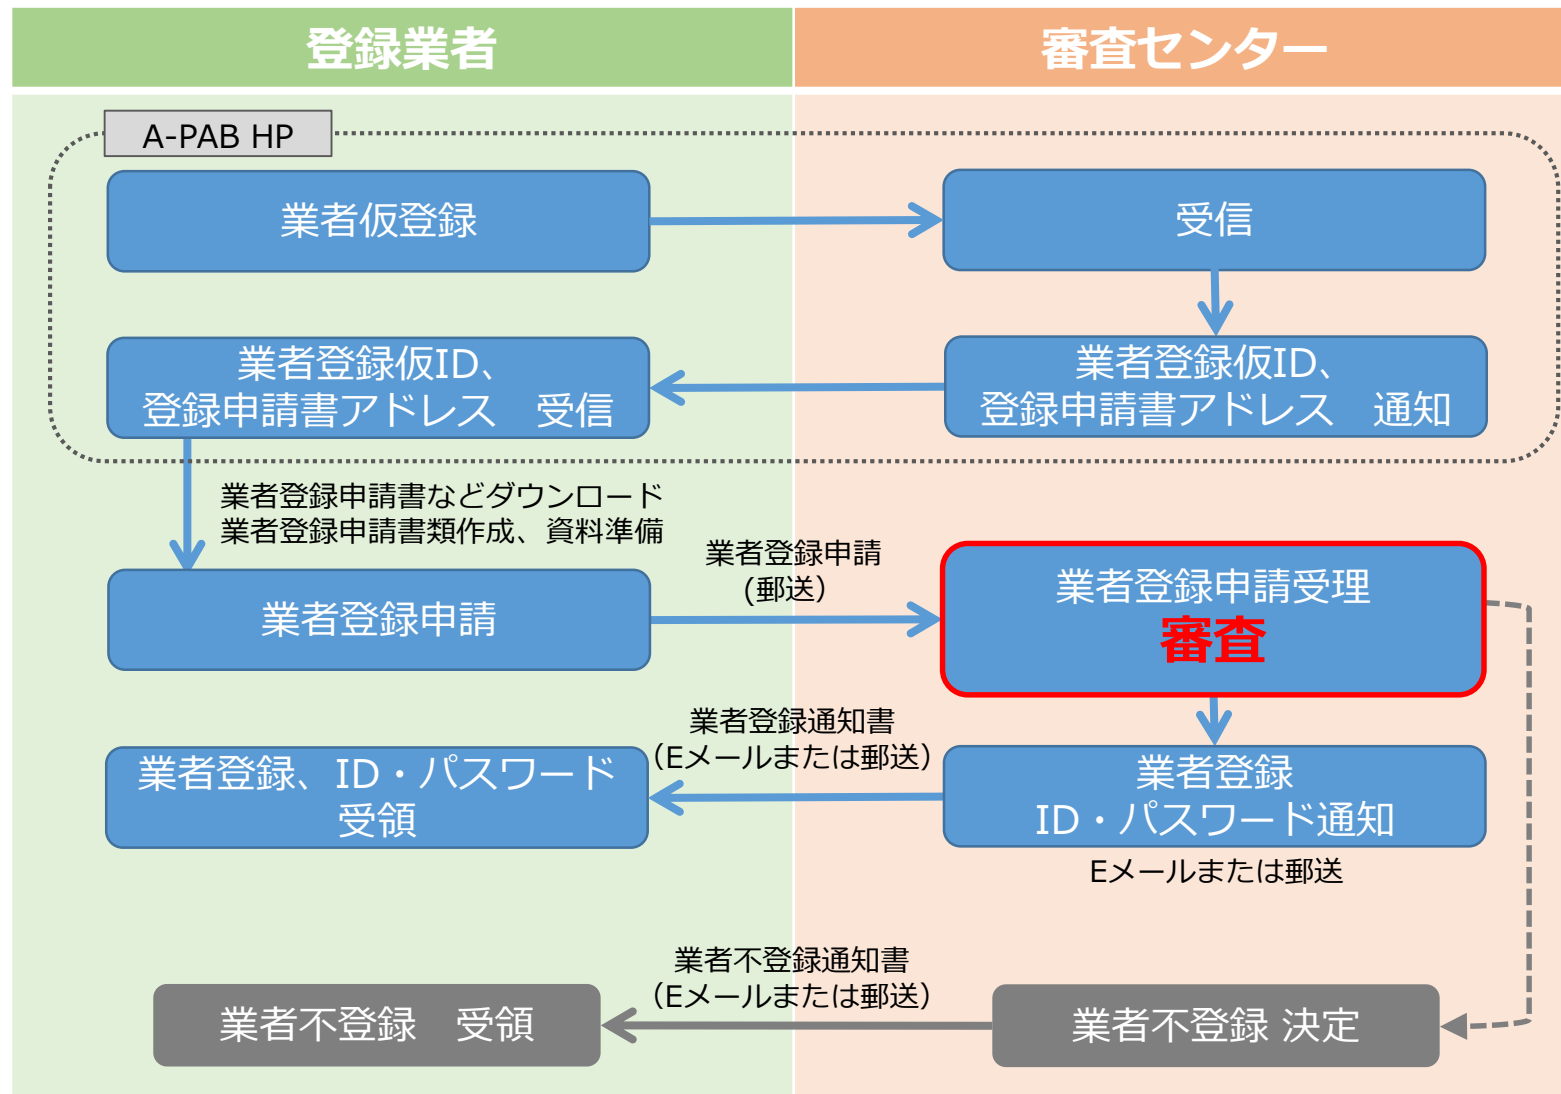 登録業者
審査センター
A-PAB HP
業者仮登録
受信
業者登録仮ID、
登録申請書アドレス　受信
業者登録仮ID、
登録申請書アドレス　通知
業者登録申請書などダウンロード
業者登録申請書類作成、資料準備
業者登録申請
(郵送）
業者登録申請
業者登録申請受理
審査
業者登録通知書
（Eメールまたは郵送）
業者登録、ID・パスワード
受領
業者登録
ID・パスワード通知
Eメールまたは郵送
業者不登録通知書
（Eメールまたは郵送）
業者不登録　受領
業者不登録 決定